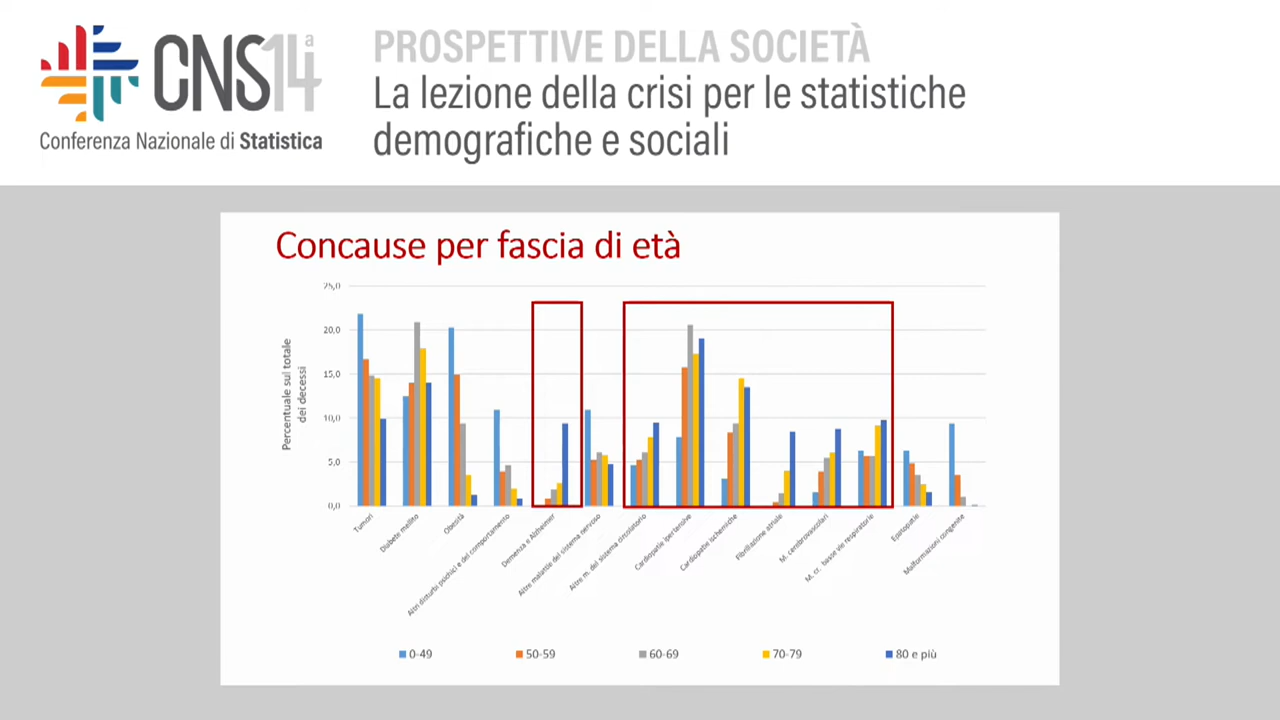 CNS14ª
Conferenza Nazionale di Statistica
PROSPETTIVE DELLA SOCIETÀ
La lezione della crisi per le statistiche
demografiche e sociali
Concause per fascia di età
Percentuale sul totale
dei decessi
25,0
20,0
15,0
10,0
5,0
0,0
Tumori
Diabete mellito
Obesità
Altri disturbi psichici e del comportamento
Demenza e Alzheimer
Altre malattie del sistema nervoso
Altre m. del sistema circolatorio
Cardiopatie ipertensive
Cardiopatie ischemiche
Fibrillazione atriale
M. cerebrovascolari
M. cr. basse vie respiratorie
Epatopatie
Malformazioni congenite
0-49
50-59
60-69
70-79
80 e più